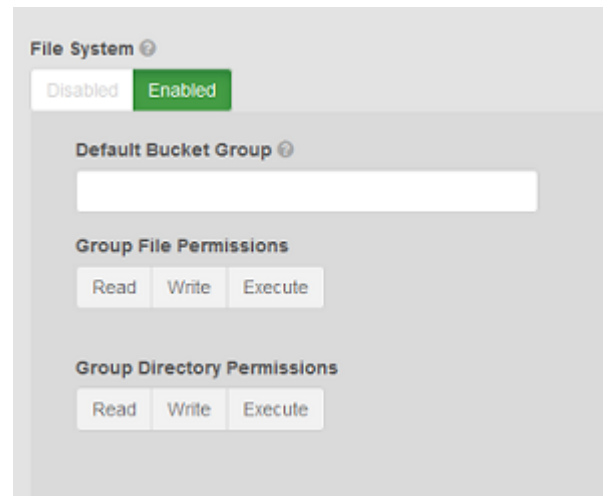 File System
Disabled Enabled
Default Bucket Group
Group File Permissions
Read Write Execute
Group Directory Permissions
Read Write Execute